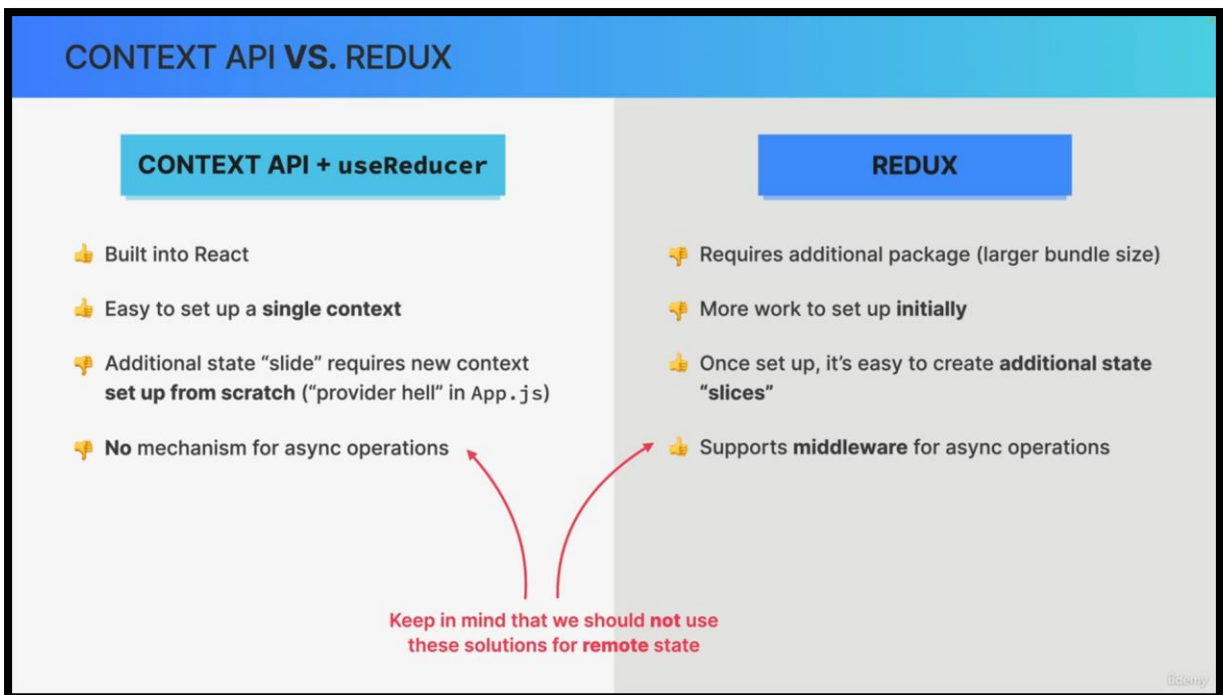 CONTEXT API VS. REDUX
CONTEXT API + useReducer
👍 Built into React
👍 Easy to set up a single context
👎 Additional state “slide” requires new context
set up from scratch (“provider hell” in App.js)
👎 No mechanism for async operations
REDUX
👎 Requires additional package (larger bundle size)
👎 More work to set up initially
👍 Once set up, it’s easy to create additional state
“slices”
👍 Supports middleware for async operations
Keep in mind that we should not use
these solutions for remote state